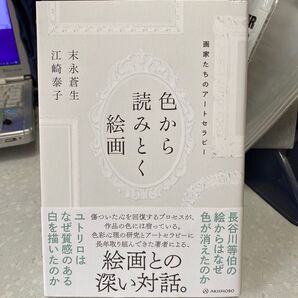 画家たちのアートセラピー
色から
読みとく
絵画
末永蒼生
江崎泰子
長谷川等伯の
絵からはなぜ
色が消えたのか
傷ついた心を回復するプロセスが、
作品の色には宿っている。
色彩心理の研究とアートセラピーに
長年取り組んできた著者による、
絵画との
深い対話。
ユトリロは
なぜ質感のある
白を描いたのか
AKISHOBO